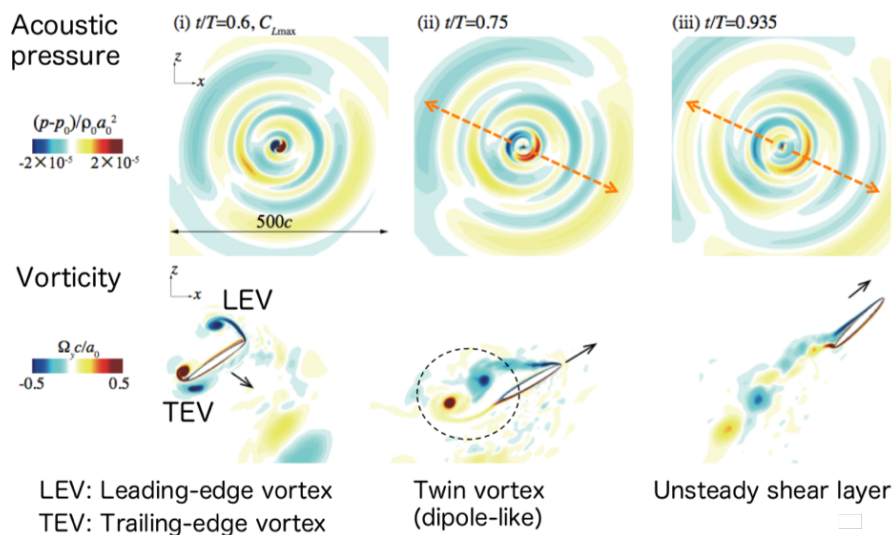 Acoustic pressure
(i) t/T=0.6, C_Lmax
(ii) t/T=0.75
(iii) t/T=0.935
z
x
(p-p₀)/ρ₀a₀²
-2×10⁻⁵ 2×10⁻⁵
500c
Vorticity
z
x
LEV
Ω_y c/a₀
-0.5 0.5
TEV
LEV: Leading-edge vortex
TEV: Trailing-edge vortex
Twin vortex
(dipole-like)
Unsteady shear layer